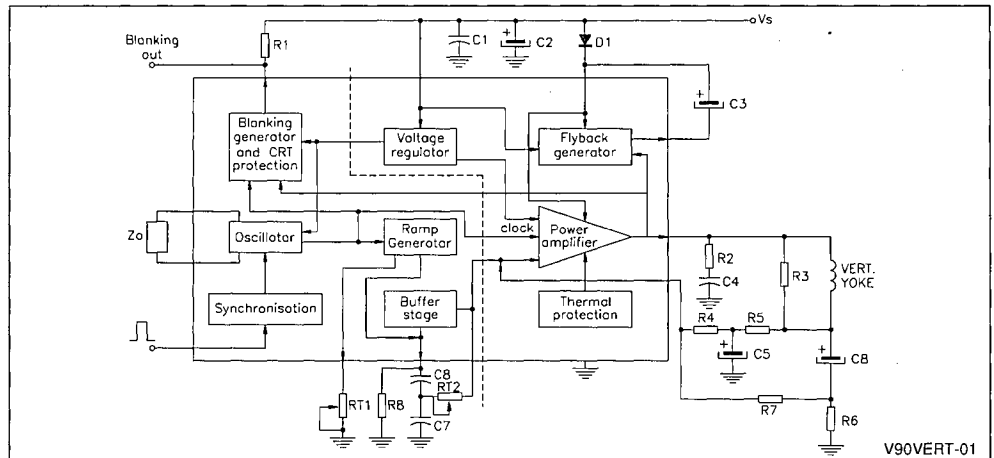 Vs
Blanking
out
R1
+
C1
C2
D1
+
C3
Blanking
generator
and CRT
protection
Voltage
regulator
Flyback
generator
Zo
Oscillator
Ramp
Generator
clock
Power
amplifier
R2
C4
R3
VERT.
YOKE
Synchronisation
Buffer
stage
Thermal
protection
R4
R5
+
C5
+
C8
C8
RT2
RT1
R8
C7
R7
R6
V90VERT-01